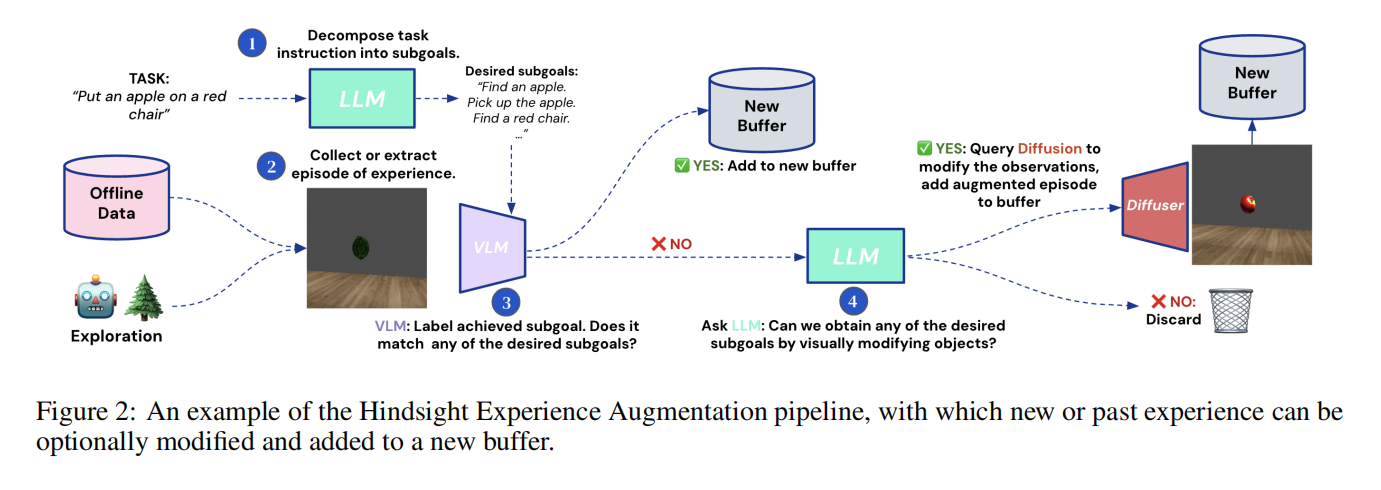 1
Decompose task
instruction into subgoals.
TASK:
“Put an apple on a red
chair”
LLM
Desired subgoals:
“Find an apple.
Pick up the apple.
Find a red chair.
...”
Offline
Data
Exploration
2
Collect or extract
episode of experience.
VLM
3
VLM: Label achieved subgoal. Does it
match any of the desired subgoals?
New
Buffer
✅ YES: Add to new buffer
❌ NO
LLM
4
Ask LLM: Can we obtain any of the desired
subgoals by visually modifying objects?
✅ YES: Query Diffusion to
modify the observations,
add augmented episode
to buffer
Diffuser
New
Buffer
❌ NO:
Discard
Figure 2: An example of the Hindsight Experience Augmentation pipeline, with which new or past experience can be
optionally modified and added to a new buffer.